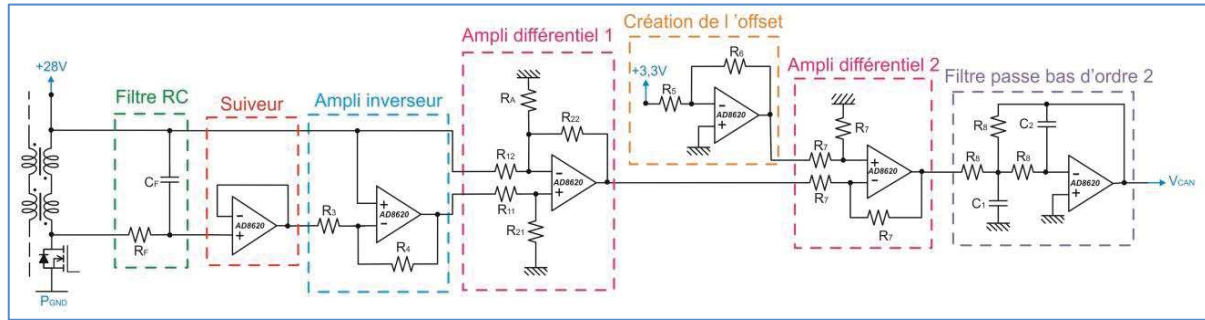 Création de l 'offset
Ampli différentiel 1
+28V
+3,3V
R6
R5
AD8620
Ampli différentiel 2
Filtre passe bas d'ordre 2
Filtre RC
Suiveur
Ampli inverseur
RA
R22
R7
R8
C2
CF
R12
R11
AD8620
R7
R7
AD8620
R8
R8
AD8620
VCAN
AD8620
R3
AD8620
R21
R7
C1
RF
R4
PGND